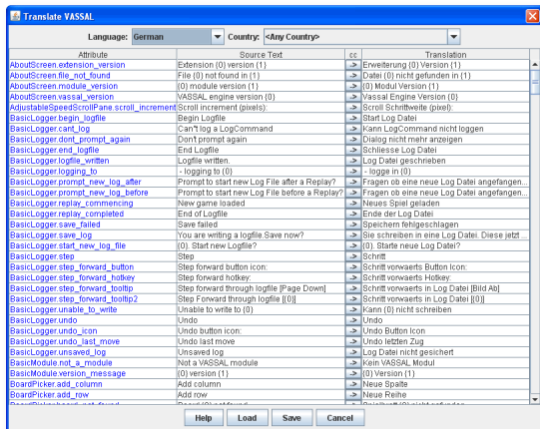 Translate VASSAL
Language: German Country: <Any Country>
Attribute Source Text cc Translation
AboutScreen.extension_version Extension {0} version {1} -> Erweiterung {0} Version {1}
AboutScreen.file_not_found File {0} not found in {1} -> Datei {0} nicht gefunden in {1}
AboutScreen.module_version {0} module version {1} -> {0} Modul Version {1}
AboutScreen.vassal_version VASSAL engine version {0} -> Vassal Engine Version {0}
AdjustableSpeedScrollPane.scroll_increment Scroll increment (pixels): -> Scroll Schrittweite (pixel):
BasicLogger.begin_logfile Begin Logfile -> Start Log Datei
BasicLogger.cant_log Can't log a LogCommand -> Kann LogCommand nicht loggen
BasicLogger.dont_prompt_again Don't prompt again -> Dialog nicht mehr anzeigen
BasicLogger.end_logfile End Logfile -> Schliesse Log Datei
BasicLogger.logfile_written Logfile written. -> Log Datei geschrieben
BasicLogger.logging_to - logging to {0} -> - logge in {0}
BasicLogger.prompt_new_log_after Prompt to start new Log File after a Replay? -> Fragen ob eine neue Log Datei angefangen...
BasicLogger.prompt_new_log_before Prompt to start new Log File before a Replay? -> Fragen ob eine neue Log Datei angefangen...
BasicLogger.replay_commencing New game loaded -> Neues Spiel geladen
BasicLogger.replay_completed End of Logfile -> Ende der Log Datei
BasicLogger.save_failed Save failed -> Speichern fehlgeschlagen
BasicLogger.save_log You are writing a logfile.Save now? -> Sie schreiben in eine Log Datei. Diese jetzt ...
BasicLogger.start_new_log_file {0}. Start new Logfile? -> {0}. Starte neue Log Datei?
BasicLogger.step Step -> Schritt
BasicLogger.step_forward_button Step forward button icon: -> Schritt vorwaerts Button Icon:
BasicLogger.step_forward_hotkey Step forward hotkey: -> Schritt vorwaerts Hotkey:
BasicLogger.step_forward_tooltip Step forward through logfile [Page Down] -> Schritt vorwaerts in Log Datei [Bild Ab]
BasicLogger.step_forward_tooltip2 Step Forward through logfile [{0}] -> Schritt vorwaerts in Log Datei [{0}]
BasicLogger.unable_to_write Unable to write to {0} -> Kann {0} nicht schreiben
BasicLogger.undo Undo -> Undo
BasicLogger.undo_icon Undo button icon: -> Undo Button Icon
BasicLogger.undo_last_move Undo last move -> Undo letzten Zug
BasicLogger.unsaved_log Unsaved log -> Log Datei nicht gesichert
BasicModule.not_a_module Not a VASSAL module -> Kein VASSAL Modul
BasicModule.version_message {0} version {1} -> {0} Version {1}
BoardPicker.add_column Add column -> Neue Spalte
BoardPicker.add_row Add row -> Neue Reihe
Help Load Save Cancel